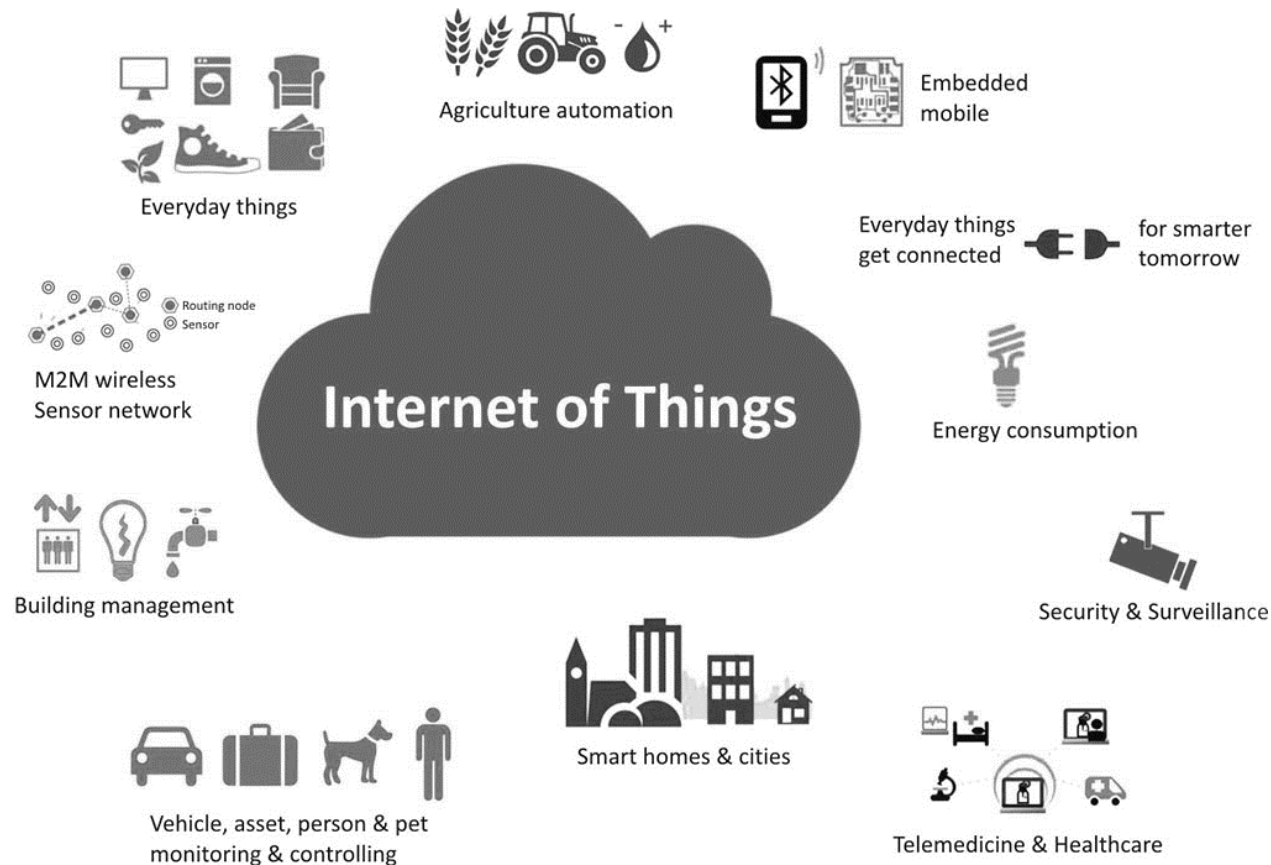 Agriculture automation
Embedded
mobile
Everyday things
Everyday things
get connected
for smarter
tomorrow
Routing node
Sensor
M2M wireless
Sensor network
Internet of Things
Energy consumption
Building management
Security & Surveillance
Smart homes & cities
Vehicle, asset, person & pet
monitoring & controlling
Telemedicine & Healthcare